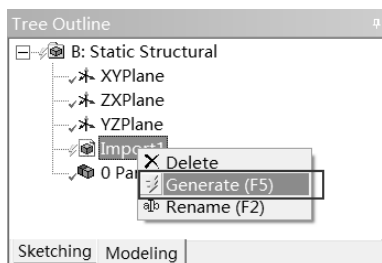 Tree Outline
B: Static Structural
XYPlane
ZXPlane
YZPlane
Import1
0 Par
Delete
Generate (F5)
Rename (F2)
Sketching Modeling